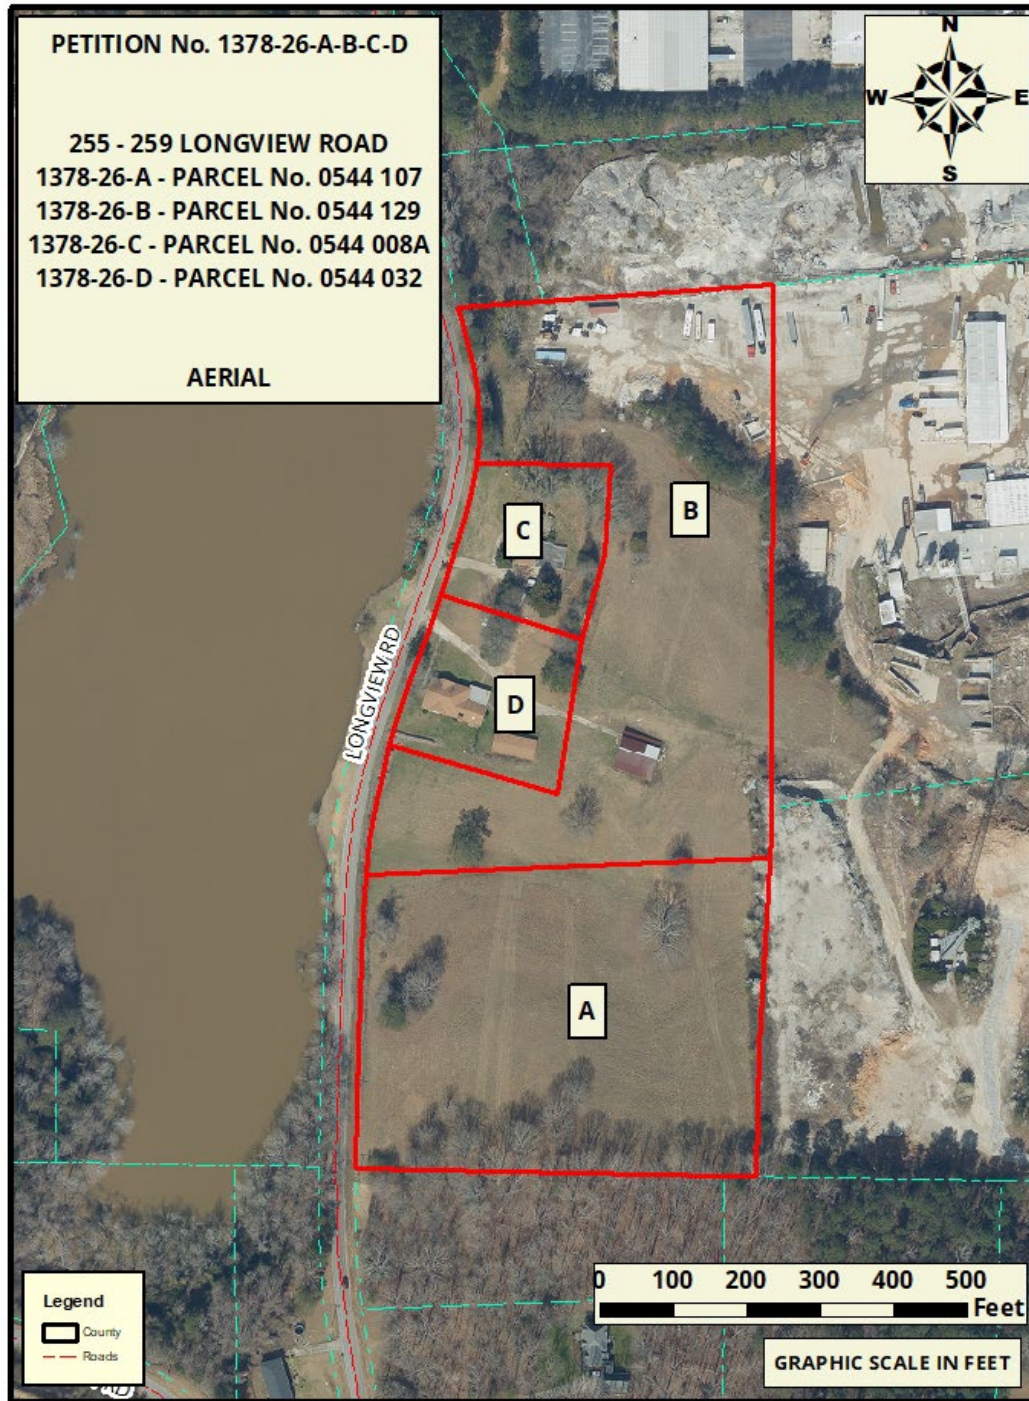 PETITION No. 1378-26-A-B-C-D
255 - 259 LONGVIEW ROAD
1378-26-A - PARCEL No. 0544 107
1378-26-B - PARCEL No. 0544 129
1378-26-C - PARCEL No. 0544 008A
1378-26-D - PARCEL No. 0544 032
AERIAL
N
W E
S
B
C
LONGVIEW RD
D
A
Legend
County
Roads
0 100 200 300 400 500
Feet
GRAPHIC SCALE IN FEET